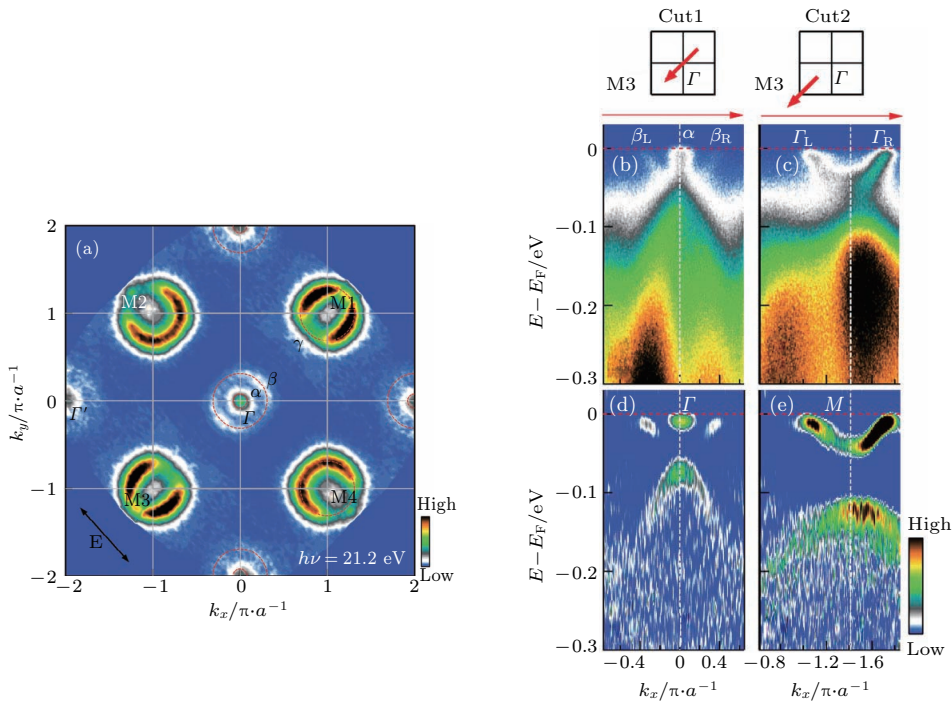 Cut1
Cut2
M3
Γ
M3
Γ
(a)
M2
M1
γ
β
α
Γ
Γ′
M3
M4
E
hν = 21.2 eV
High
Low
2
1
0
−1
−2
k_y/π·a⁻¹
−2
−1
0
1
2
k_x/π·a⁻¹
β_L
α
β_R
(b)
Γ_L
Γ_R
(c)
0
−0.1
−0.2
−0.3
E−E_F/eV
(d)
Γ
(e)
M
0
−0.1
−0.2
−0.3
E−E_F/eV
High
Low
−0.4
0
0.4
−0.8
−1.2
−1.6
k_x/π·a⁻¹
k_x/π·a⁻¹